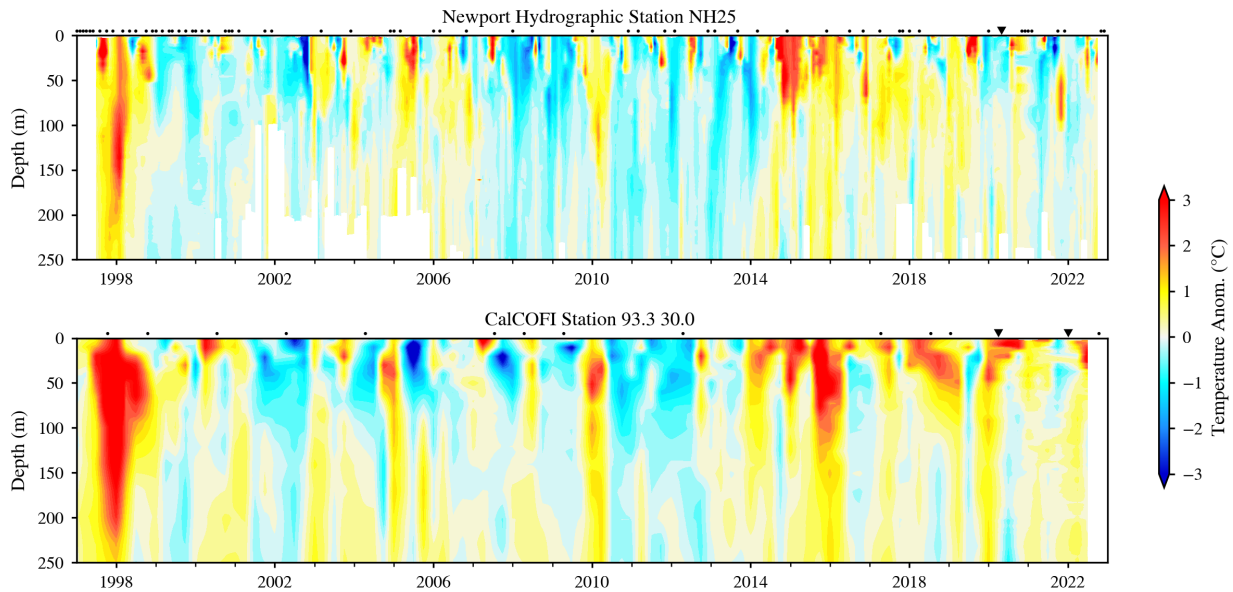 Newport Hydrographic Station NH25
0
50
100
150
200
250
Depth (m)
1998 2002 2006 2010 2014 2018 2022
CalCOFI Station 93.3 30.0
0
50
100
150
200
250
Depth (m)
1998 2002 2006 2010 2014 2018 2022
3
2
1
0
−1
−2
−3
Temperature Anom. (°C)